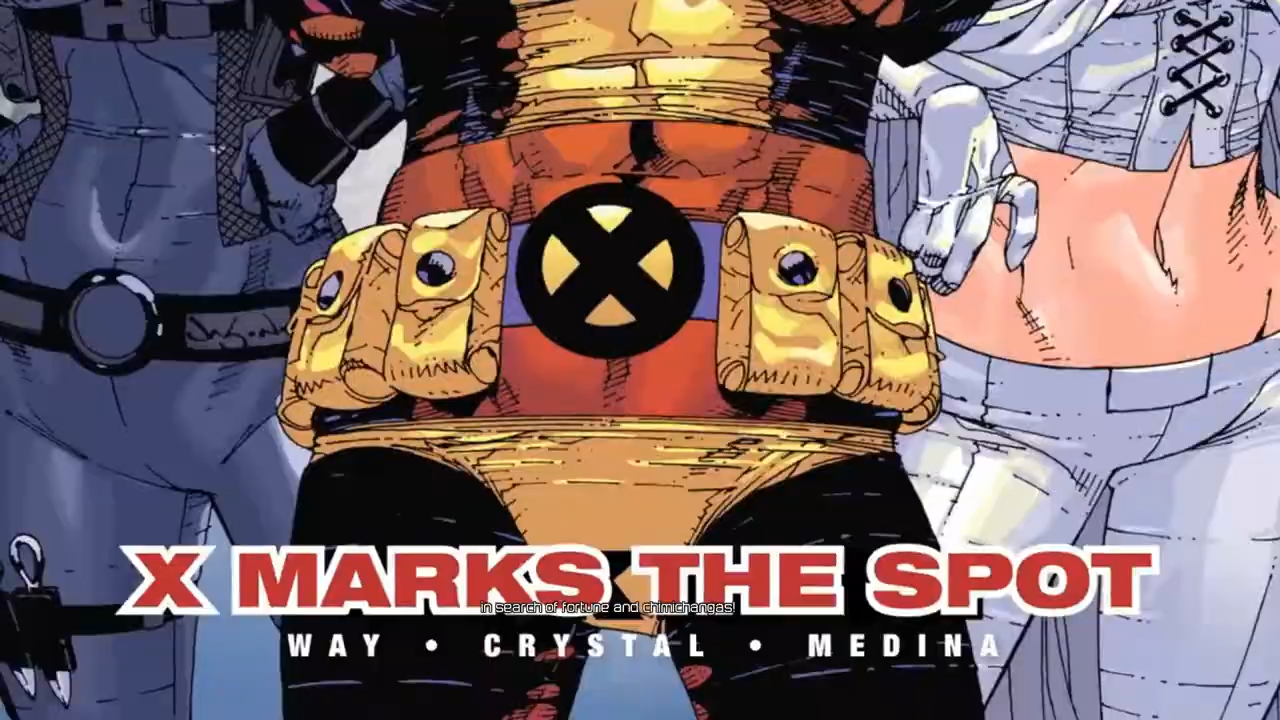 X MARKS THE SPOT
in search of fortune and chimichangas!
WAY • CRYSTAL • MEDINA